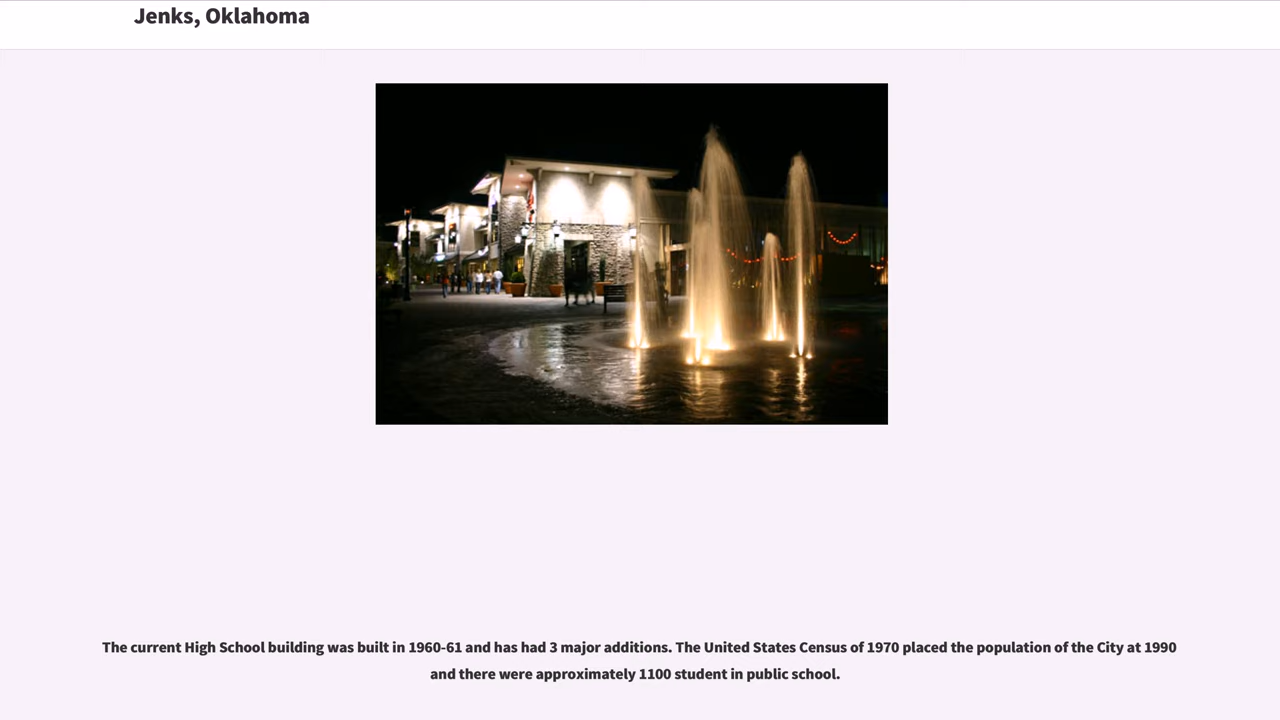 Jenks, Oklahoma
The current High School building was built in 1960-61 and has had 3 major additions. The United States Census of 1970 placed the population of the City at 1990
and there were approximately 1100 student in public school.